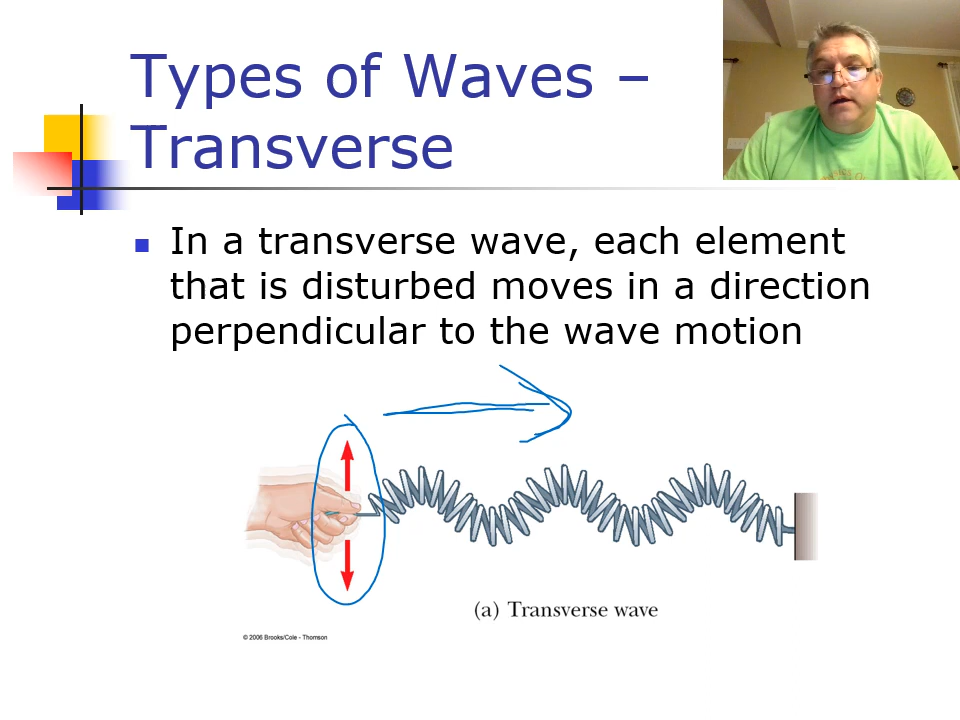 Types of Waves –
Transverse
In a transverse wave, each element
that is disturbed moves in a direction
perpendicular to the wave motion
(a) Transverse wave
© 2006 Brooks/Cole - Thomson